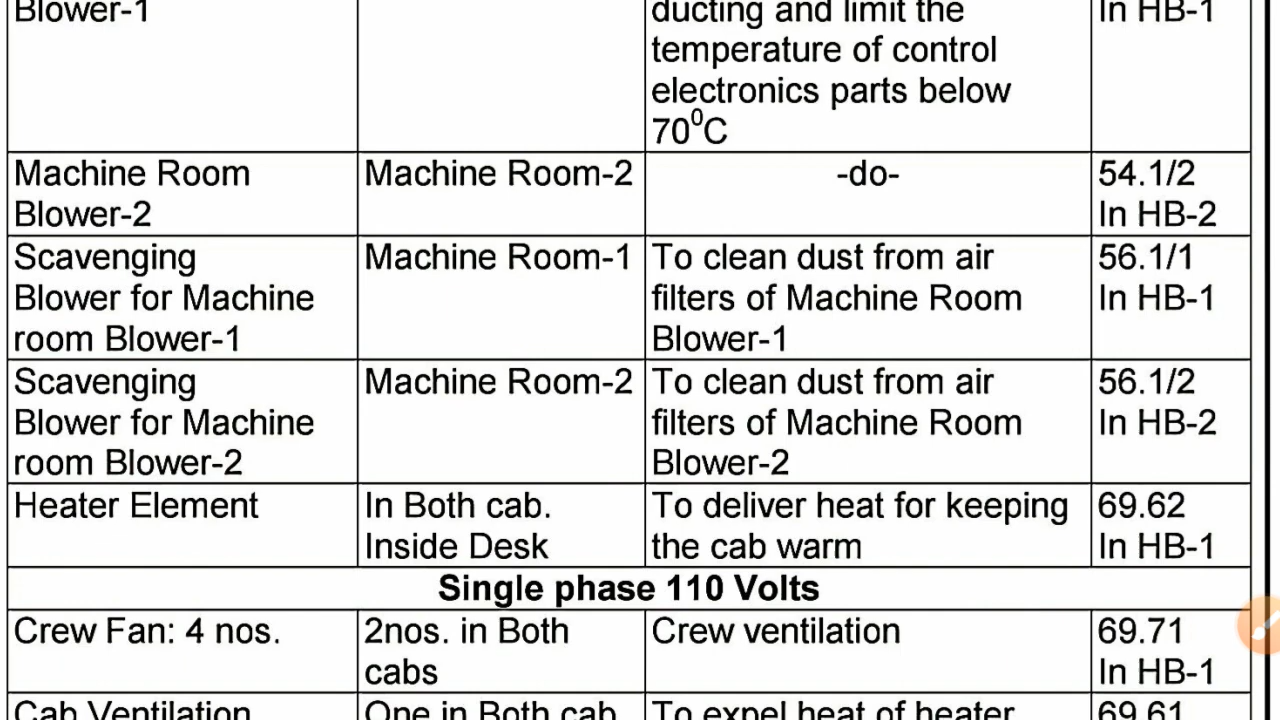 Blower-1
ducting and limit the
temperature of control
electronics parts below
70⁰C
In HB-1
Machine Room
Blower-2
Machine Room-2
-do-
54.1/2
In HB-2
Scavenging
Blower for Machine
room Blower-1
Machine Room-1
To clean dust from air
filters of Machine Room
Blower-1
56.1/1
In HB-1
Scavenging
Blower for Machine
room Blower-2
Machine Room-2
To clean dust from air
filters of Machine Room
Blower-2
56.1/2
In HB-2
Heater Element
In Both cab.
Inside Desk
To deliver heat for keeping
the cab warm
69.62
In HB-1
Single phase 110 Volts
Crew Fan: 4 nos.
2nos. in Both
cabs
Crew ventilation
69.71
In HB-1
Cab Ventilation
One in Both cab
To expel heat of heater
69.61